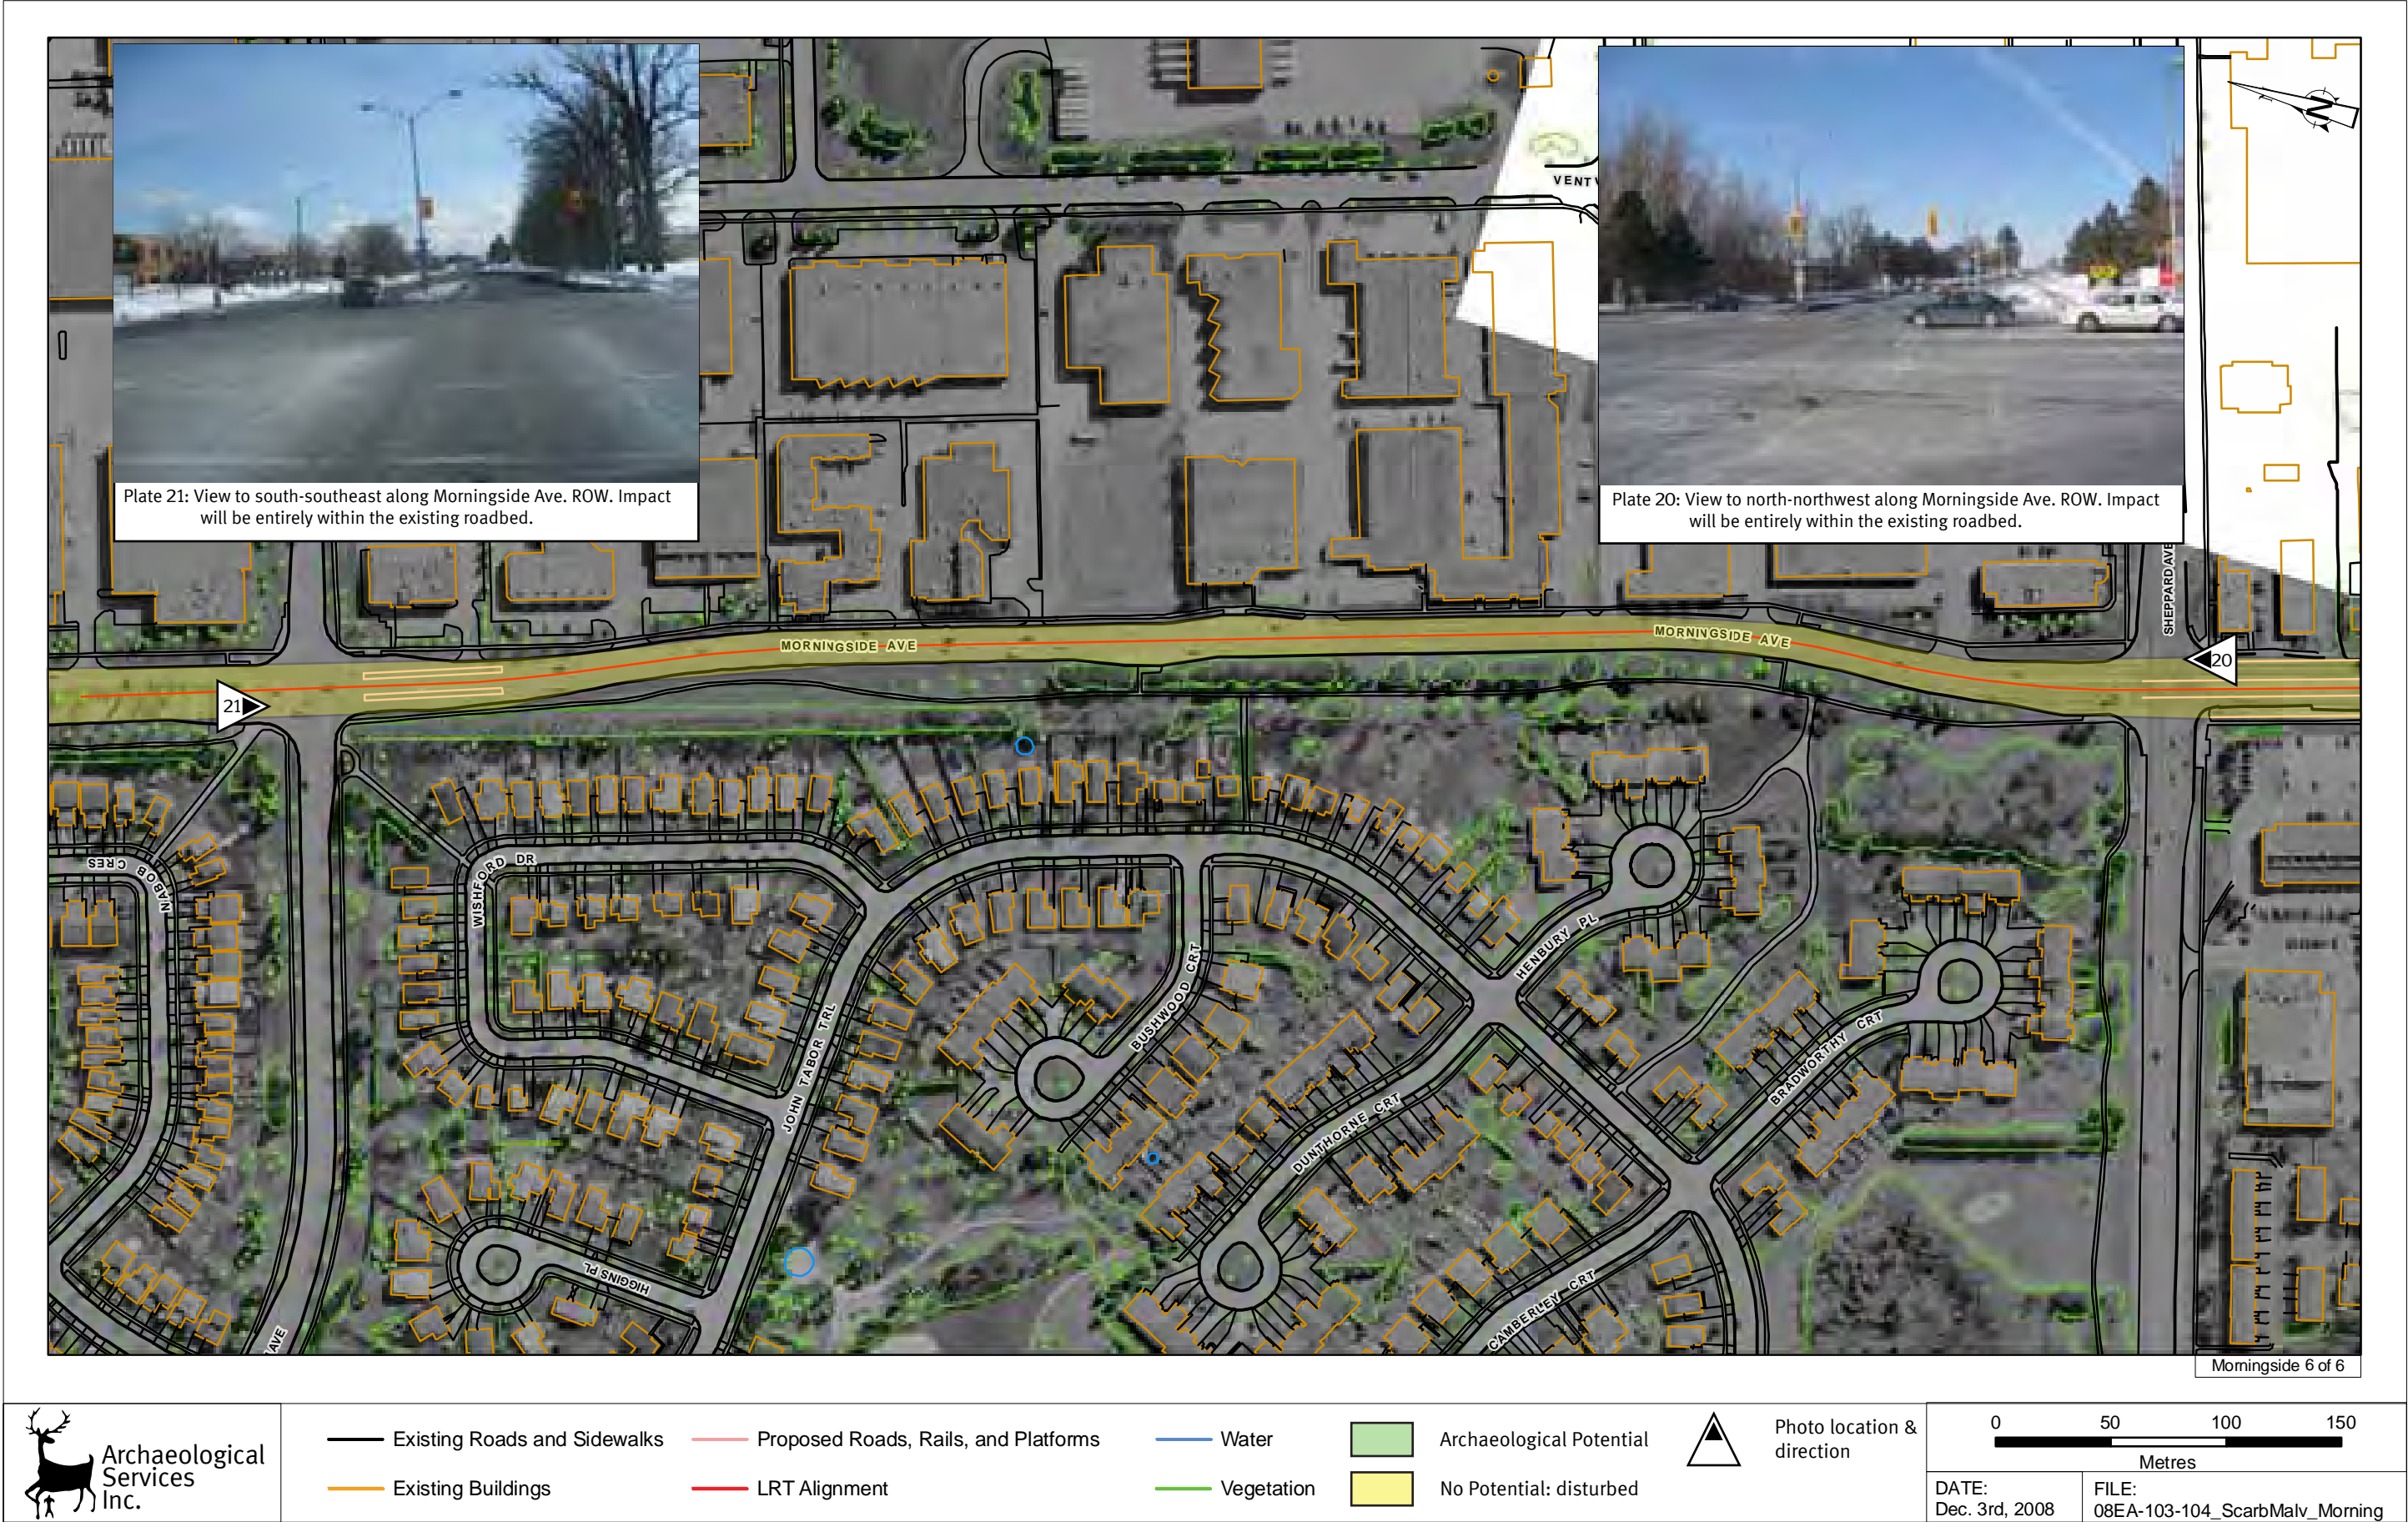 Plate 21: View to south-southeast along Morningside Ave. ROW. Impact
will be entirely within the existing roadbed.
Plate 20: View to north-northwest along Morningside Ave. ROW. Impact
will be entirely within the existing roadbed.
N
VENTW
SHEPPARD AVE
MORNINGSIDE AVE
MORNINGSIDE AVE
20
21
NABOB CRES
WISHFORD DR
JOHN TABOR TRL
BUSHWOOD CRT
HENBURY PL
DUNTHORNE CRT
BRADWORTHY CRT
HIGGINS PL
CAMBERLEY CRT
AVE
Morningside 6 of 6
Archaeological
Services
Inc.
Existing Roads and Sidewalks
Existing Buildings
Proposed Roads, Rails, and Platforms
LRT Alignment
Water
Vegetation
Archaeological Potential
No Potential: disturbed
Photo location &
direction
0 50 100 150
Metres
DATE:
Dec. 3rd, 2008
FILE:
08EA-103-104_ScarbMalv_Morning